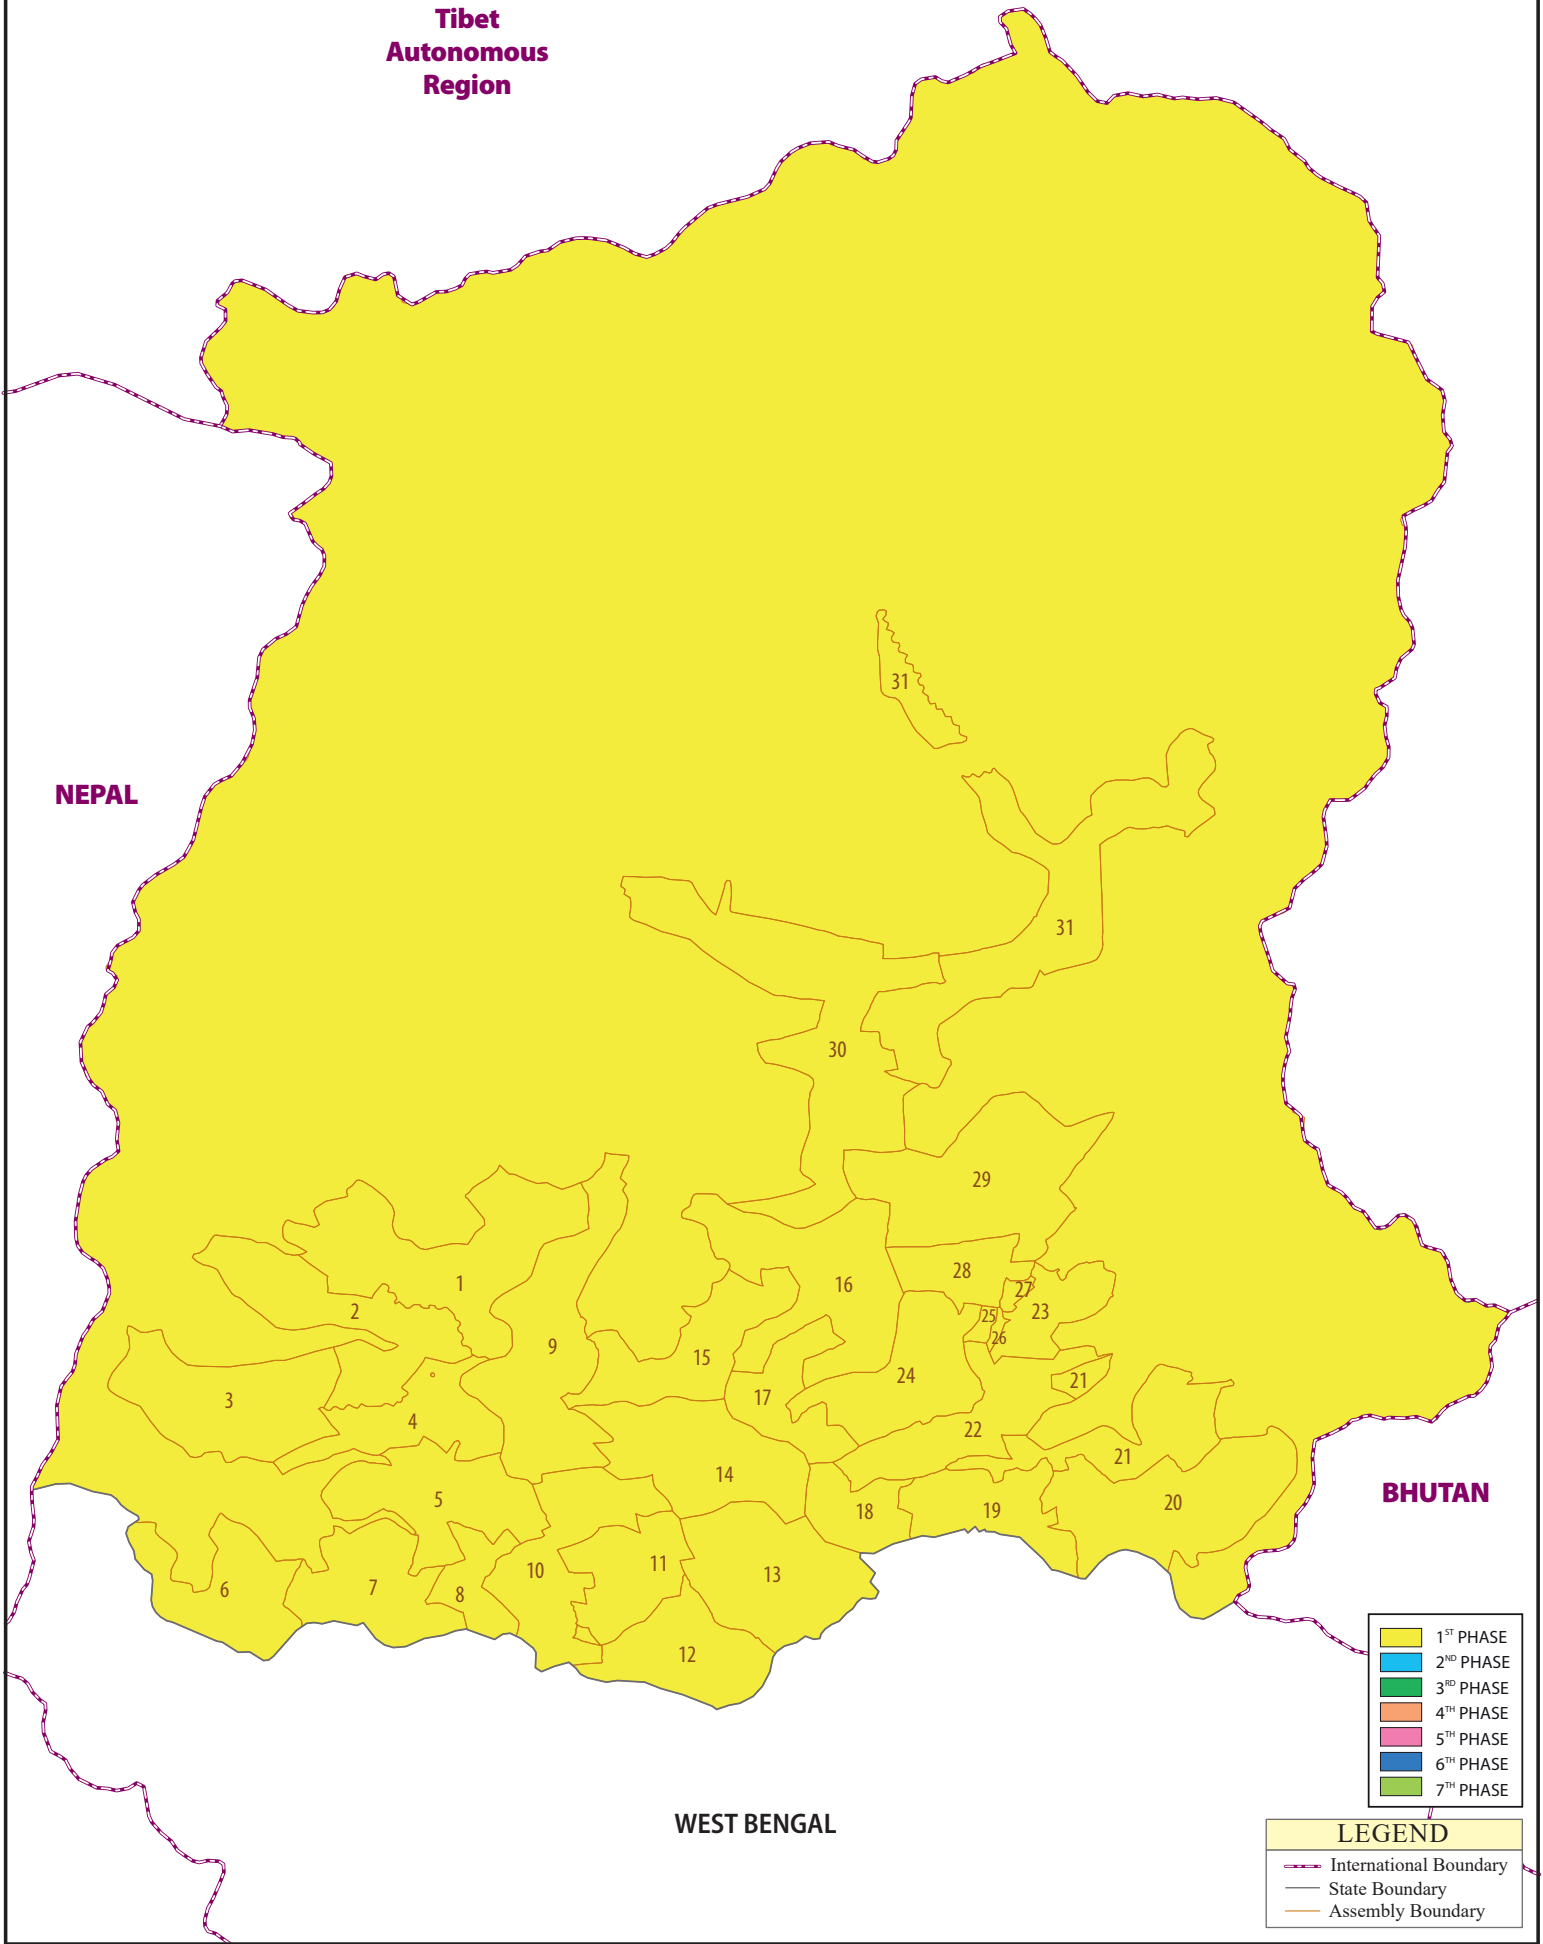 Tibet
Autonomous
Region
NEPAL
31
31
30
29
1
2
28
16
27
23
25
26
9
15
3
17
24
21
4
22
14
21
5
18
19
20
10
11
13
6
7
8
12
BHUTAN
1ST PHASE
2ND PHASE
3RD PHASE
4TH PHASE
5TH PHASE
6TH PHASE
7TH PHASE
WEST BENGAL
LEGEND
International Boundary
State Boundary
Assembly Boundary